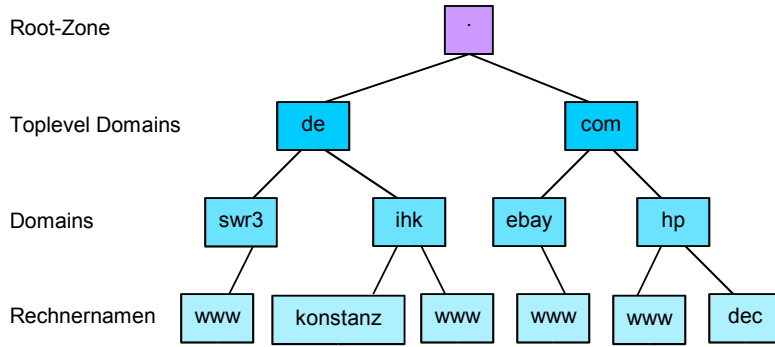 Root-Zone .
Toplevel Domains de com
Domains swr3 ihk ebay hp
Rechnernamen www konstanz www www www dec